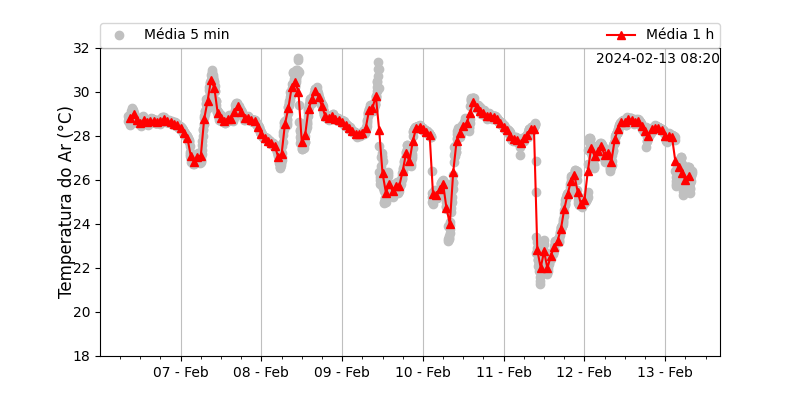 Média 5 min
Média 1 h
2024-02-13 08:20
Temperatura do Ar (°C)
32
30
28
26
24
22
20
18
07 - Feb
08 - Feb
09 - Feb
10 - Feb
11 - Feb
12 - Feb
13 - Feb